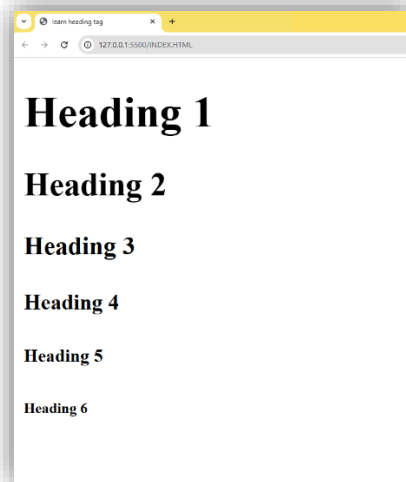 learn heading tag
127.0.0.1:5500/INDEX.HTML
Heading 1
Heading 2
Heading 3
Heading 4
Heading 5
Heading 6